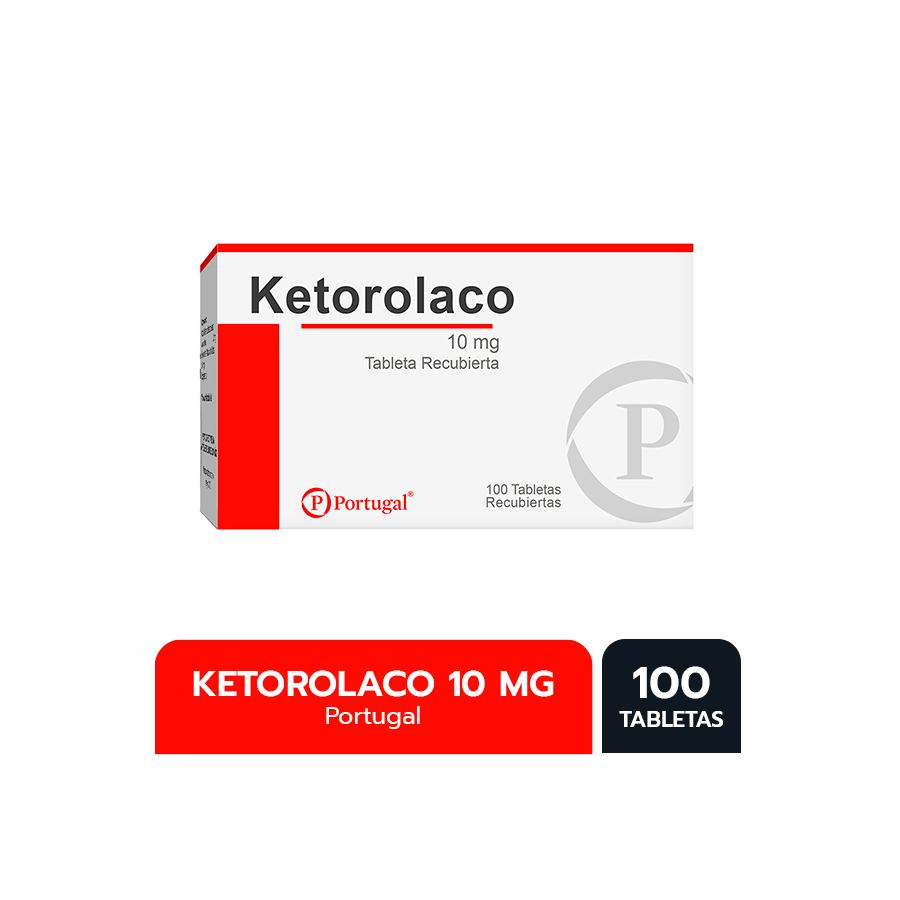 Ketorolaco
10 mg
Tableta Recubierta
P
P Portugal®
100 Tabletas
Recubiertas
KETOROLACO 10 MG
Portugal
100
TABLETAS